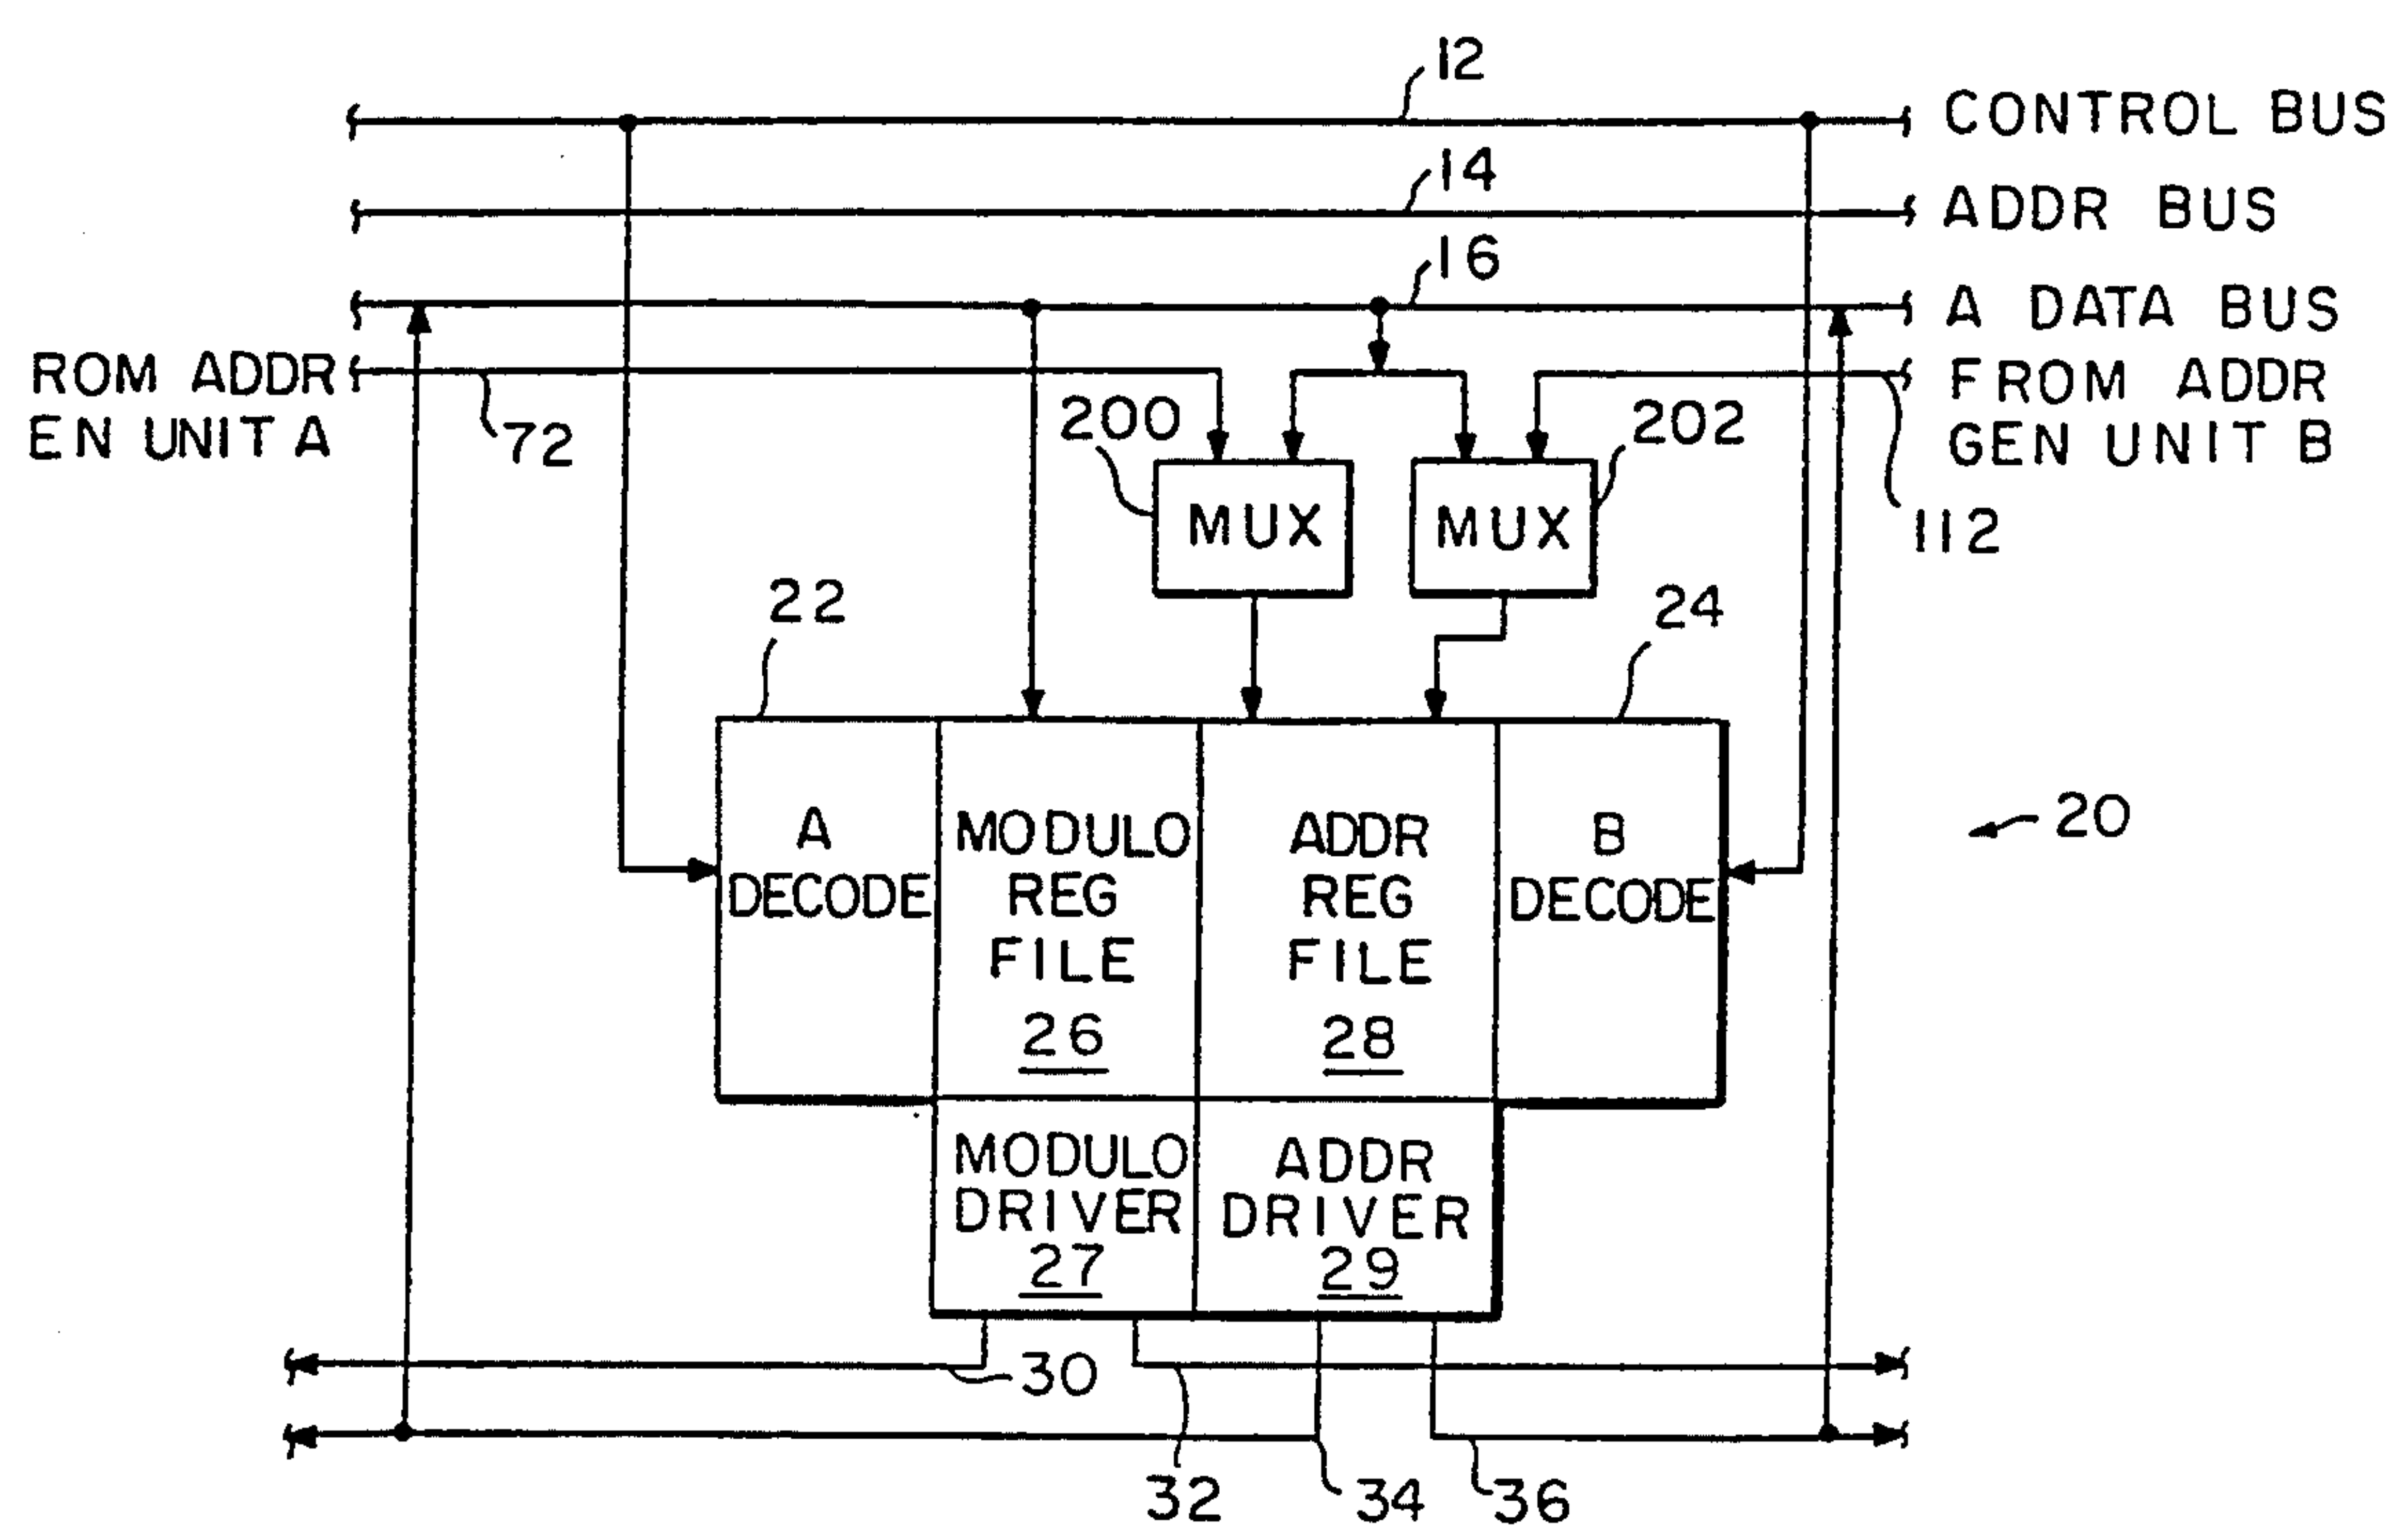 12
CONTROL BUS
14
ADDR BUS
16
A DATA BUS
ROM ADDR
EN UNIT A
72
200
202
FROM ADDR
GEN UNIT B
112
MUX
MUX
22
24
A
DECODE
MODULO
REG
FILE
26
ADDR
REG
FILE
28
B
DECODE
20
MODULO
DRIVER
27
ADDR
DRIVER
29
30
32
34
36